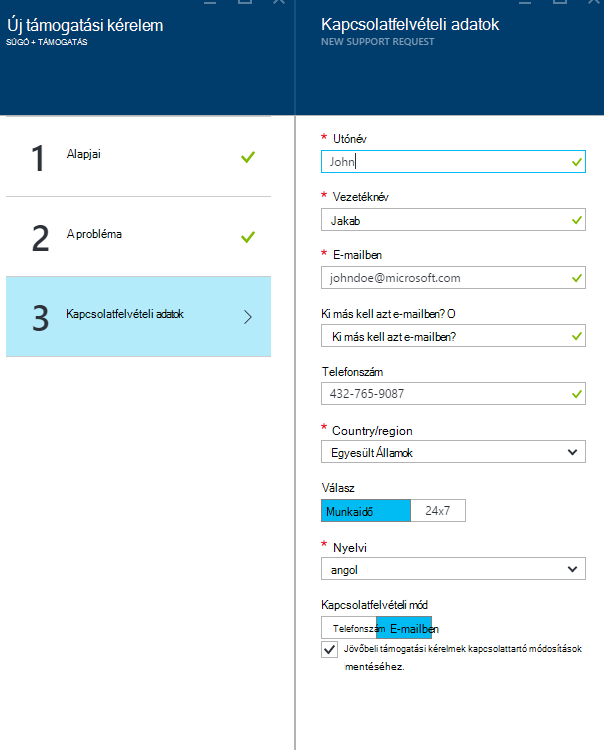 Új támogatási kérelem
SÚGÓ + TÁMOGATÁS
1 Alapjai
2 A probléma
3 Kapcsolatfelvételi adatok
Kapcsolatfelvételi adatok
NEW SUPPORT REQUEST
* Utónév
John
* Vezetéknév
Jakab
* E-mailben
johndoe@microsoft.com
Ki más kell azt e-mailben? O
Ki más kell azt e-mailben?
Telefonszám
432-765-9087
* Country/region
Egyesült Államok
Válasz
Munkaidő 24x7
* Nyelvi
angol
Kapcsolatfelvételi mód
Telefonszám E-mailben
Jövőbeli támogatási kérelmek kapcsolattartó módosítások
mentéséhez.